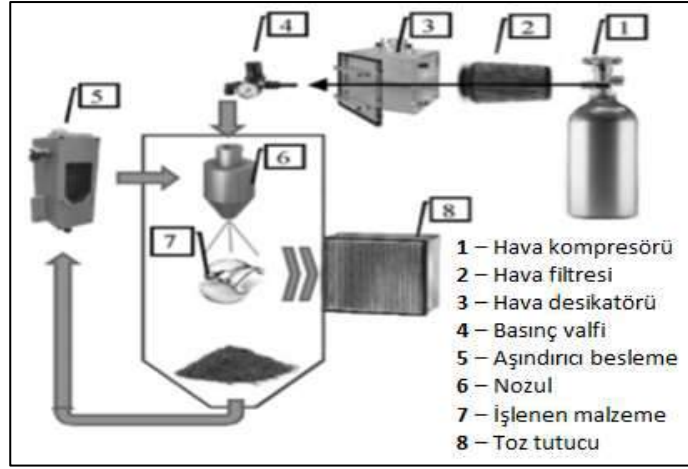 4
3
2
1
5
6
7
8
1 – Hava kompresörü
2 – Hava filtresi
3 – Hava desikatörü
4 – Basınç valfi
5 – Aşındırıcı besleme
6 – Nozul
7 – İşlenen malzeme
8 – Toz tutucu